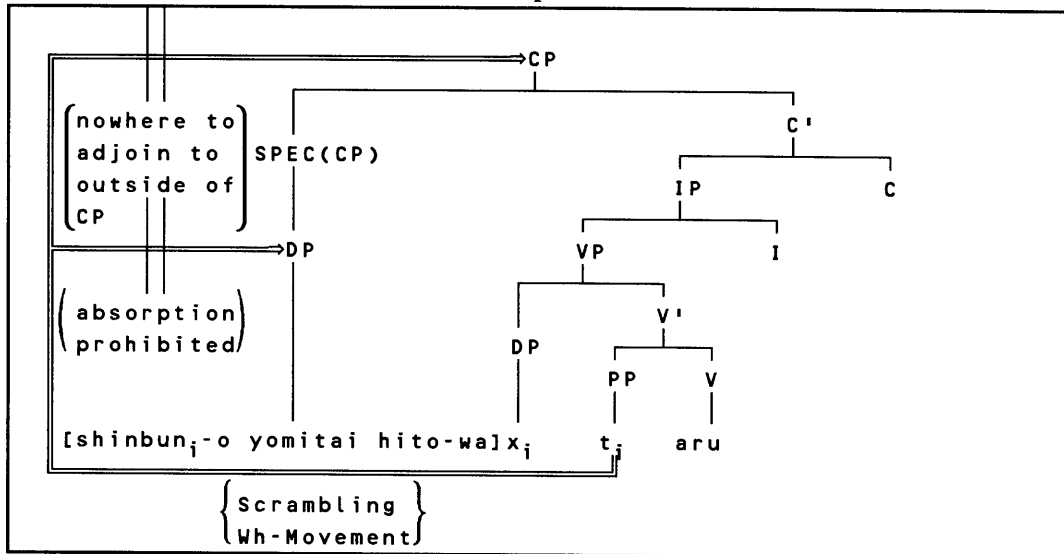 CP
nowhere to
adjoin to
outside of
CP
SPEC(CP)
C'
IP
C
DP
VP
I
absorption
prohibited
DP
V'
PP
V
[shinbunᵢ-o yomitai hito-wa]xᵢ tⱼ aru
Scrambling
Wh-Movement